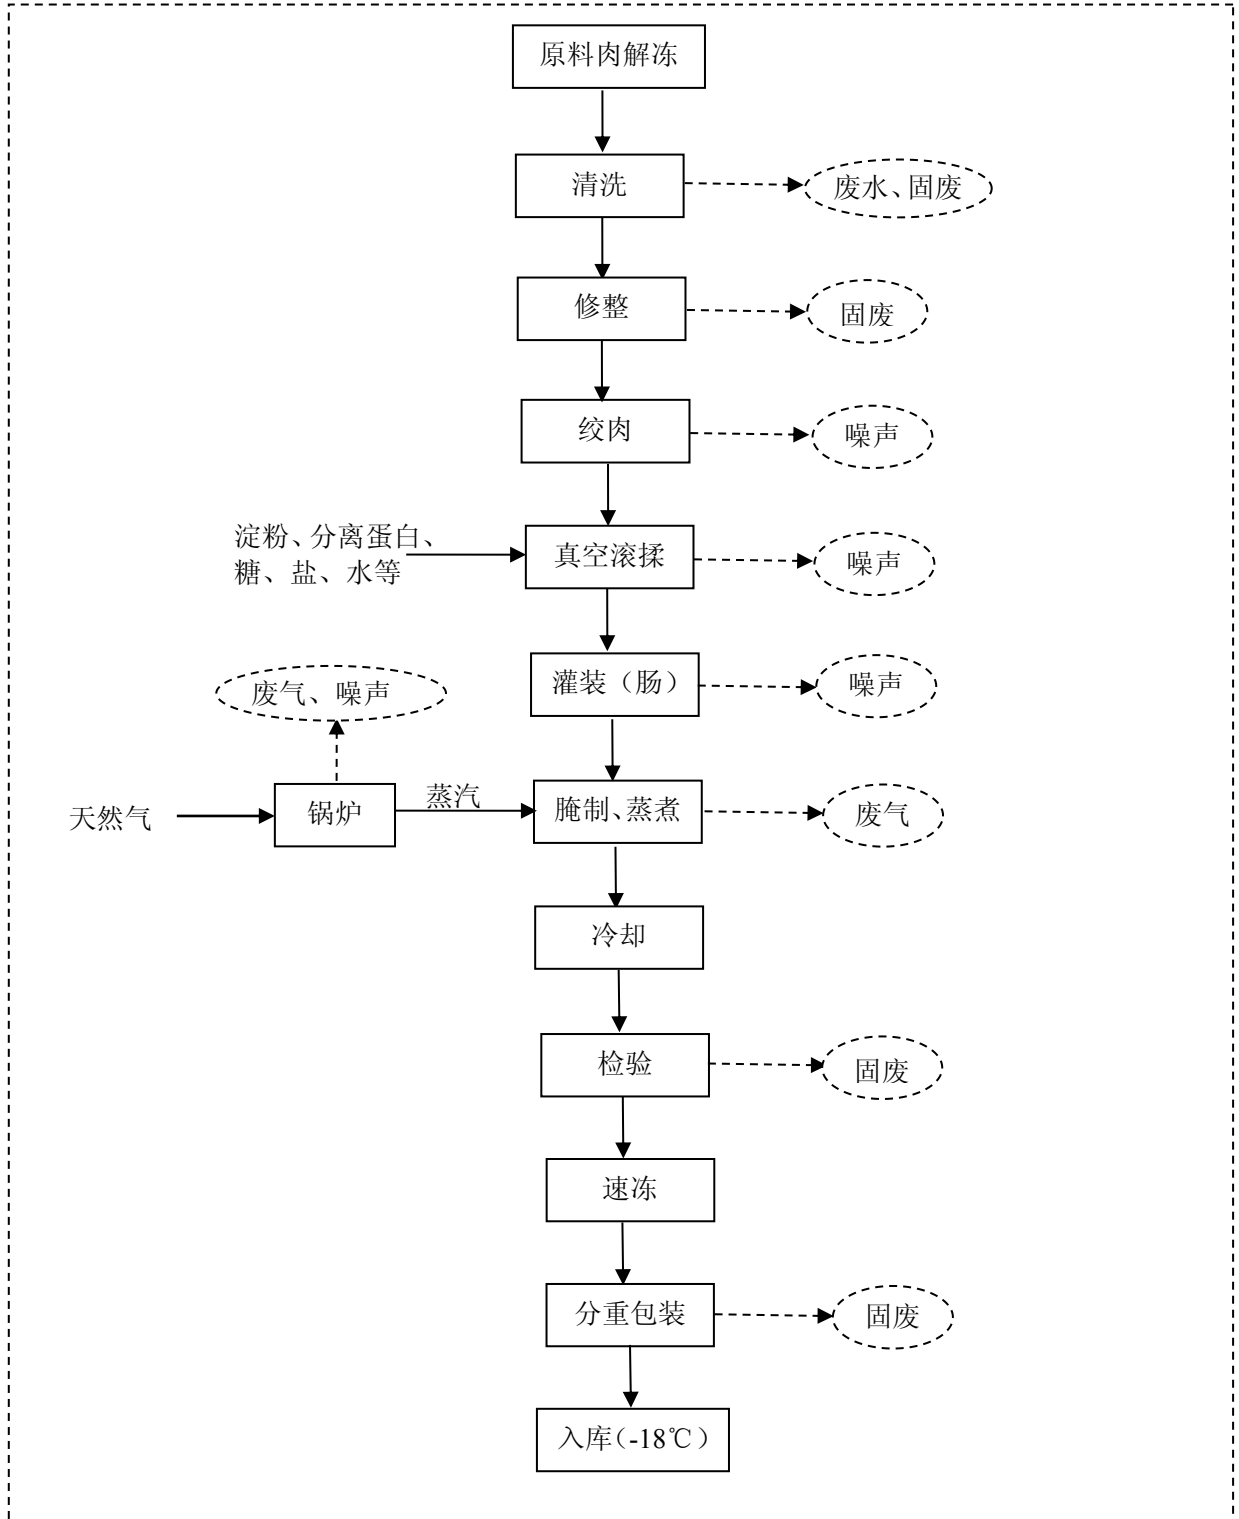 原料肉解冻
清洗
废水、固废
修整
固废
绞肉
噪声
淀粉、分离蛋白、
糖、盐、水等
真空滚揉
噪声
灌装（肠）
噪声
废气、噪声
天然气
锅炉
蒸汽
腌制、蒸煮
废气
冷却
检验
固废
速冻
分重包装
固废
入库（-18℃）